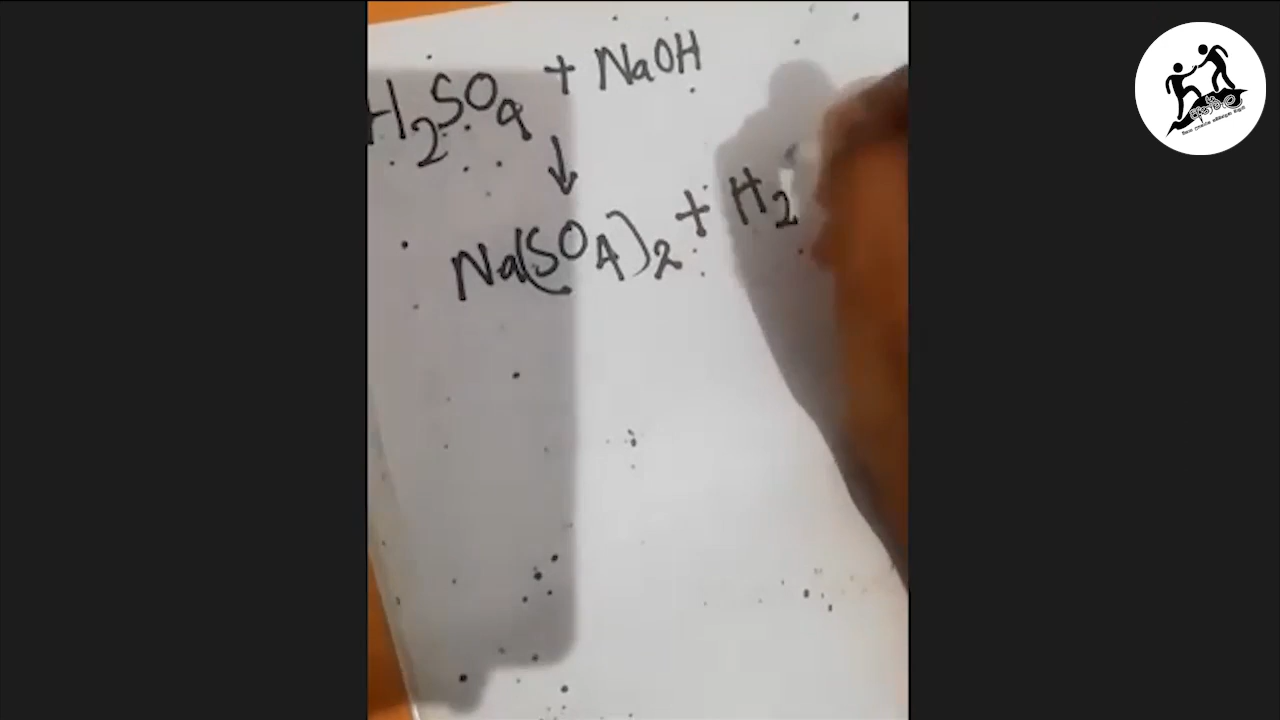 H₂SO₄ + NaOH
↓
Na(SO₄)₂ + H₂